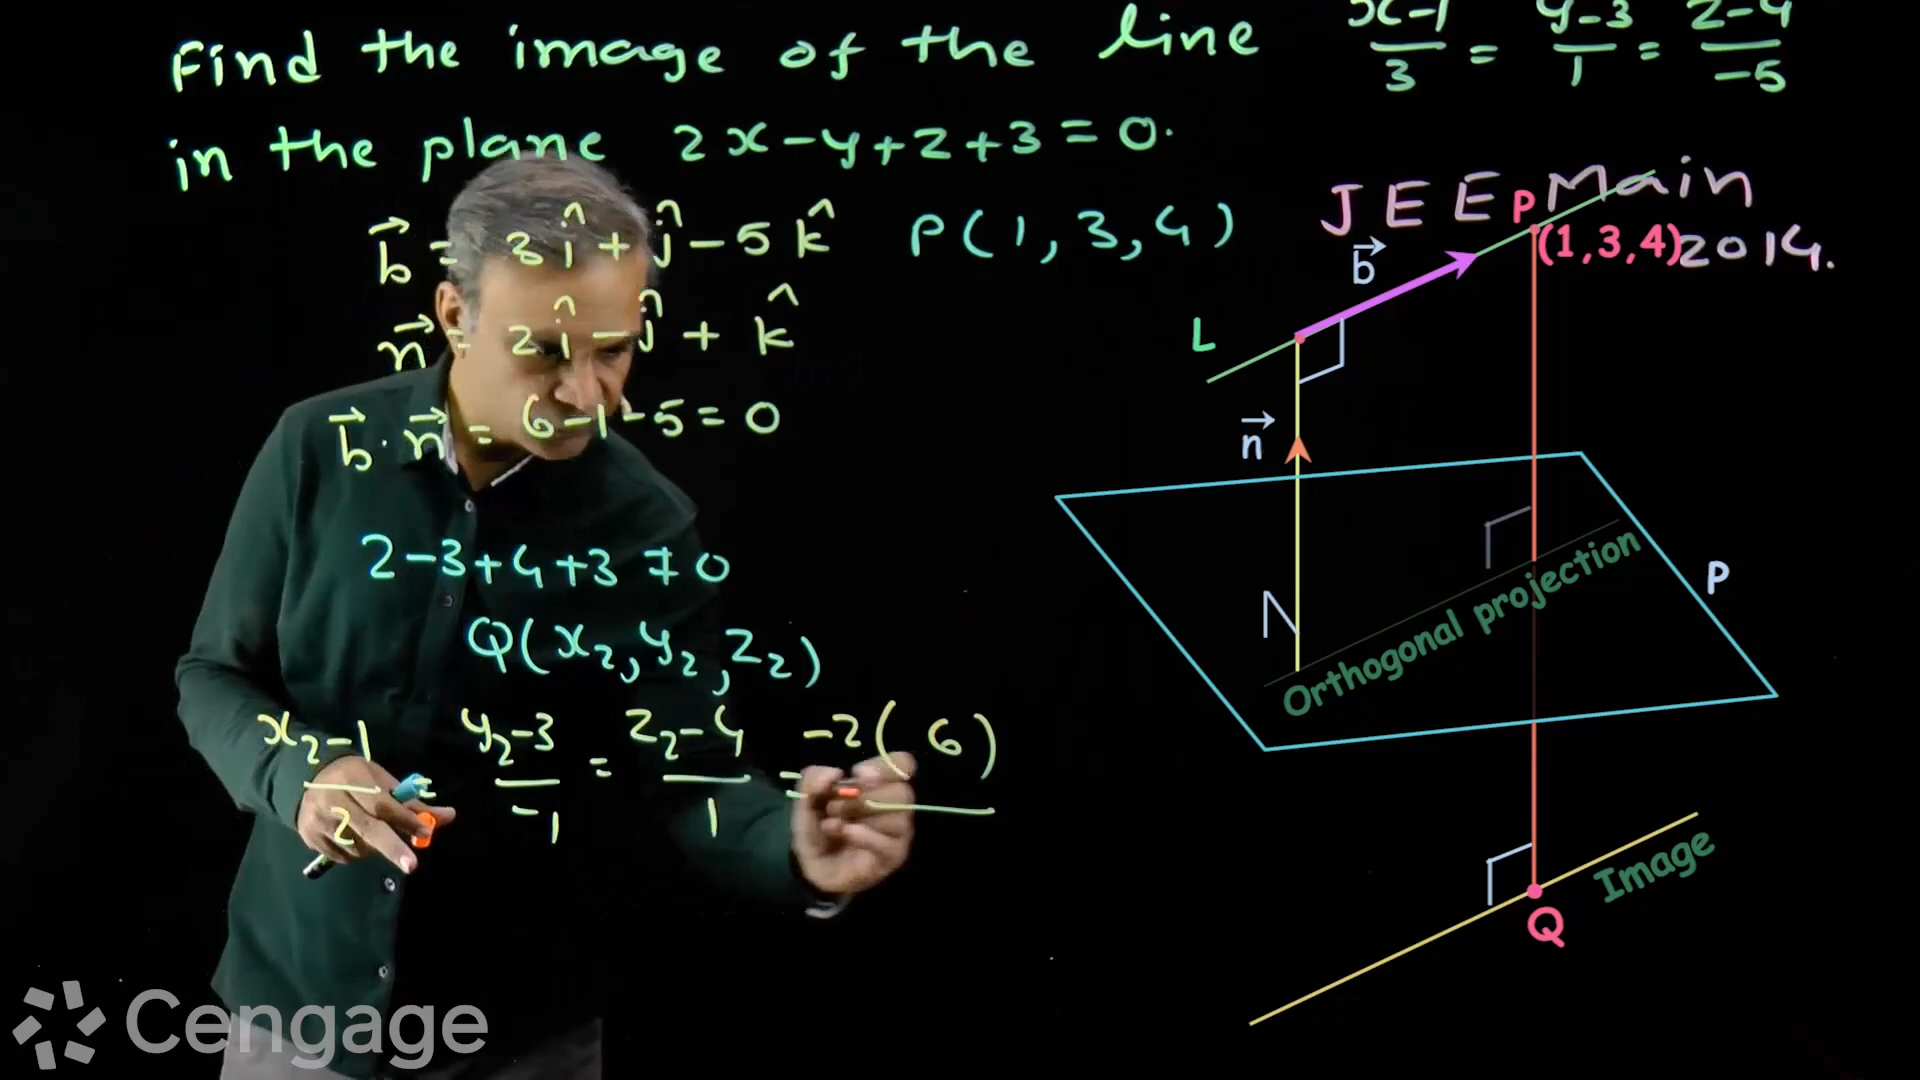 Find the image of the line x-1/3 = y-3/1 = z-4/-5
in the plane 2x-y+z+3=0.
JEE Main
2014.
b⃗ = 3î + ĵ - 5k̂
P(1,3,4)
n⃗ = 2î - ĵ + k̂
b⃗ · n⃗ = 6-1-5=0
2-3+4+3 ≠ 0
Q(x₂, y₂, z₂)
x₂-1/2 = y₂-3/-1 = z₂-4/1 = -2(6)
P
(1,3,4)
b⃗
L
n⃗
P
Orthogonal projection
Image
Q
Cengage